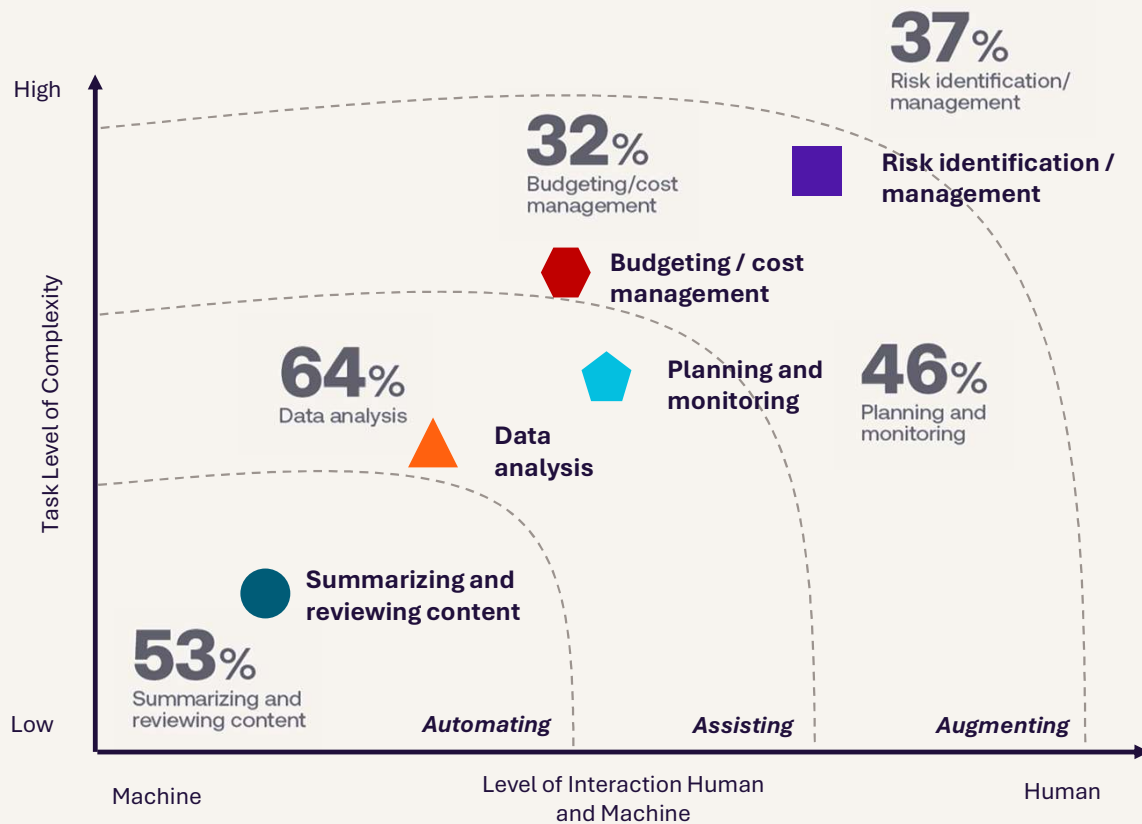 37%
Risk identification/
management
High
32%
Budgeting/cost
management
Risk identification /
management
Budgeting / cost
management
Task Level of Complexity
64%
Data analysis
Planning and
monitoring
46%
Planning and
monitoring
Data
analysis
Summarizing and
reviewing content
53%
Summarizing and
reviewing content
Low
Automating
Assisting
Augmenting
Machine
Level of Interaction Human
and Machine
Human